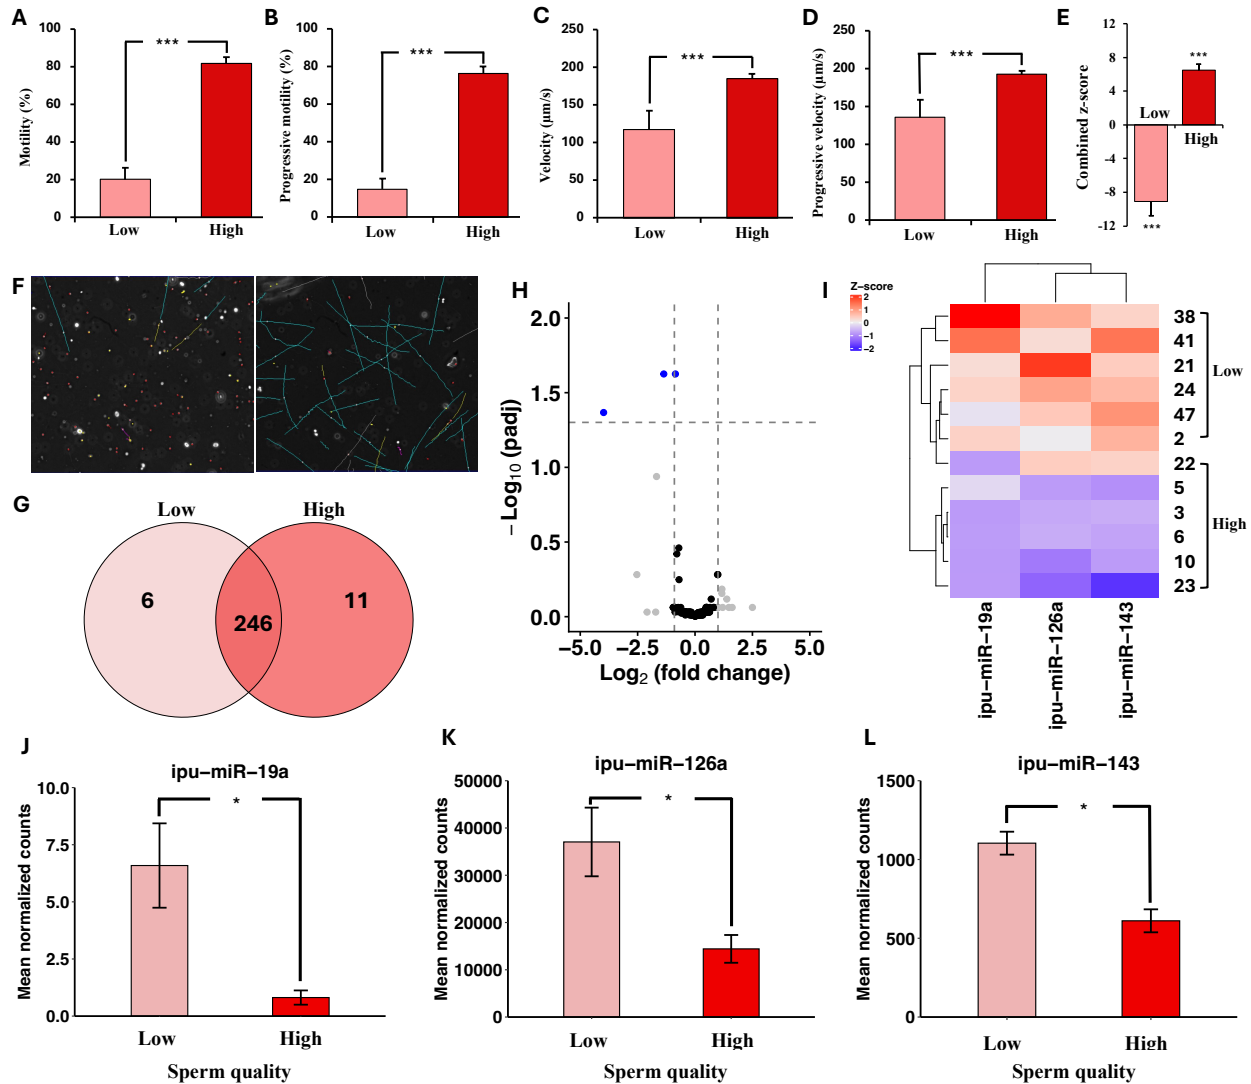 A
Motility (%)
100
80
60
40
20
0
***
Low
High
B
Progressive motility (%)
100
80
60
40
20
0
***
Low
High
C
Velocity (µm/s)
250
200
150
100
50
0
***
Low
High
D
Progressive velocity (µm/s)
250
200
150
100
50
0
***
Low
High
E
Combined z-score
12
8
4
0
-4
-8
-12
Low
***
***
High
F
G
Low
High
6
246
11
H
−Log10 (padj)
2.0
1.5
1.0
0.5
0.0
−5.0
−2.5
0.0
2.5
5.0
Log2 (fold change)
I
Z−score
2
1
0
−1
−2
38
41
21
24
47
2
22
5
3
6
10
23
Low
High
ipu−miR−19a
ipu−miR−126a
ipu−miR−143
J
ipu−miR−19a
Mean normalized counts
10.0
7.5
5.0
2.5
0.0
*
Low
High
Sperm quality
K
ipu−miR−126a
Mean normalized counts
50000
40000
30000
20000
10000
0
*
Low
High
Sperm quality
L
ipu−miR−143
Mean normalized counts
1500
1000
500
0
*
Low
High
Sperm quality